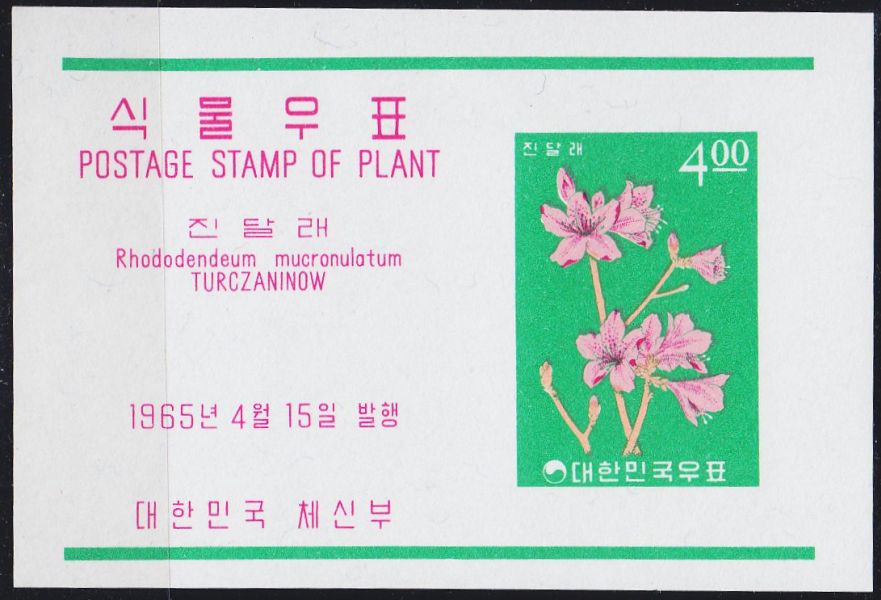 식물우표
POSTAGE STAMP OF PLANT
진달래
Rhododendeum mucronulatum
TURCZANINOW
1965년 4월 15일 발행
대한민국 체신부
진달래
4.00
대한민국우표